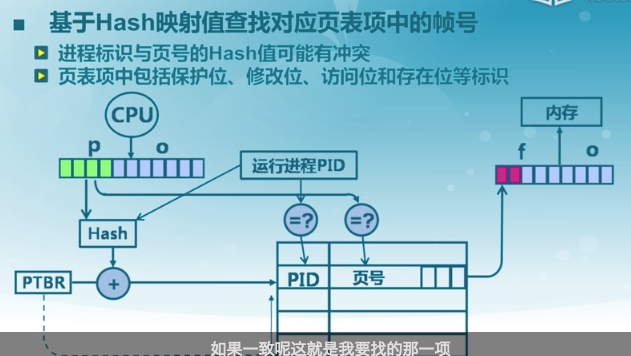 基于Hash映射值查找对应页表项中的帧号
进程标识与页号的Hash值可能有冲突
页表项中包括保护位、修改位、访问位和存在位等标识
CPU
内存
p
o
f
o
运行进程PID
=?
=?
Hash
PTBR
+
PID
页号
如果一致呢这就是我要找的那一项